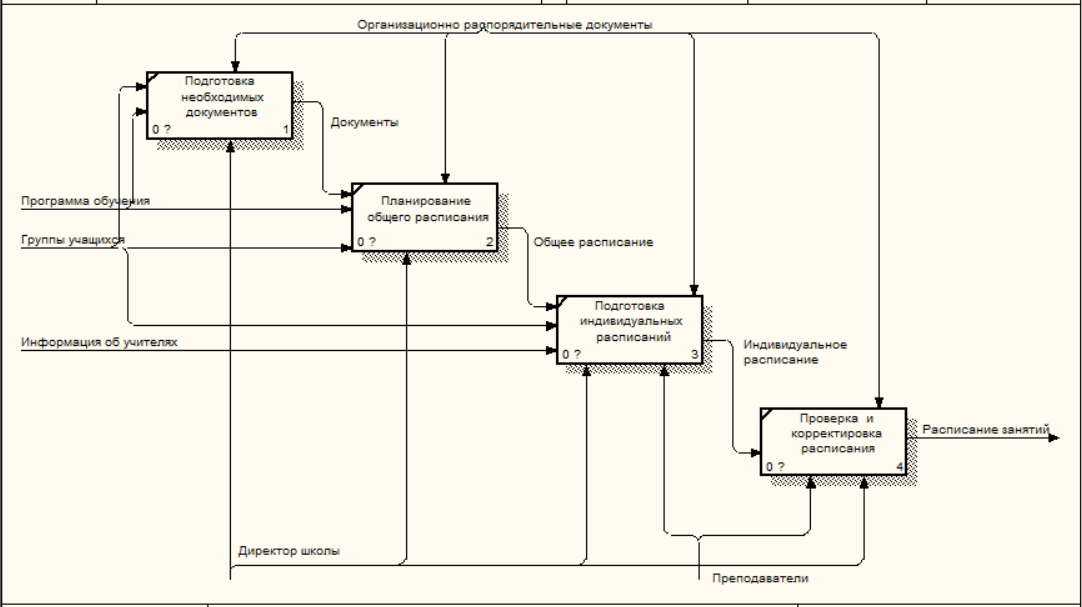 Организационно распорядительные документы
Подготовка
необходимых
документов
0 ?
1
Документы
Программа обучения
Планирование
общего расписания
0 ?
2
Группы учащихся
Общее расписание
Подготовка
индивидуальных
расписаний
0 ?
3
Информация об учителях
Индивидуальное
расписание
Проверка и
корректировка
расписания
0 ?
4
Расписание занятий
Директор школы
Преподаватели